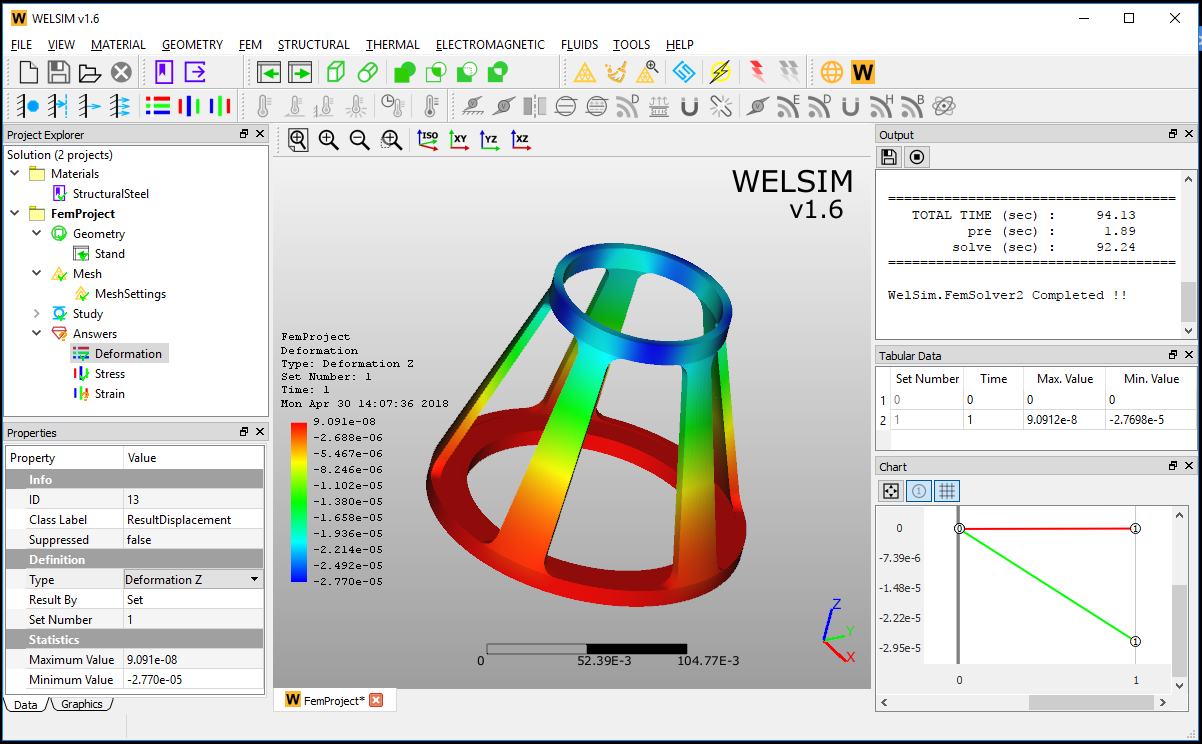 WELSIM v1.6
FILE VIEW MATERIAL GEOMETRY FEM STRUCTURAL THERMAL ELECTROMAGNETIC FLUIDS TOOLS HELP
W
D E D H B
Project Explorer
Solution (2 projects)
Materials
StructuralSteel
FemProject
Geometry
Stand
Mesh
MeshSettings
Study
Answers
Deformation
Stress
Strain
Properties
Property Value
Info
ID 13
Class Label ResultDisplacement
Suppressed false
Definition
Type Deformation Z
Result By Set
Set Number 1
Statistics
Maximum Value 9.091e-08
Minimum Value -2.770e-05
Data Graphics
ISO XY YZ XZ
WELSIM
v1.6
FemProject
Deformation
Type: Deformation Z
Set Number: 1
Time: 1
Mon Apr 30 14:07:36 2018
9.091e-08
-2.688e-06
-5.467e-06
-8.246e-06
-1.102e-05
-1.380e-05
-1.658e-05
-1.936e-05
-2.214e-05
-2.492e-05
-2.770e-05
0 52.39E-3 104.77E-3
Z
Y
X
W FemProject*
Output
====================================
TOTAL TIME (sec) : 94.13
pre (sec) : 1.89
solve (sec) : 92.24
====================================
WelSim.FemSolver2 Completed !!
Tabular Data
Set Number Time Max. Value Min. Value
1 0 0 0 0
2 1 1 9.0912e-8 -2.7698e-5
Chart
1
0
-7.39e-6
-1.48e-5
-2.22e-5
-2.95e-5
0 1
1
0 1